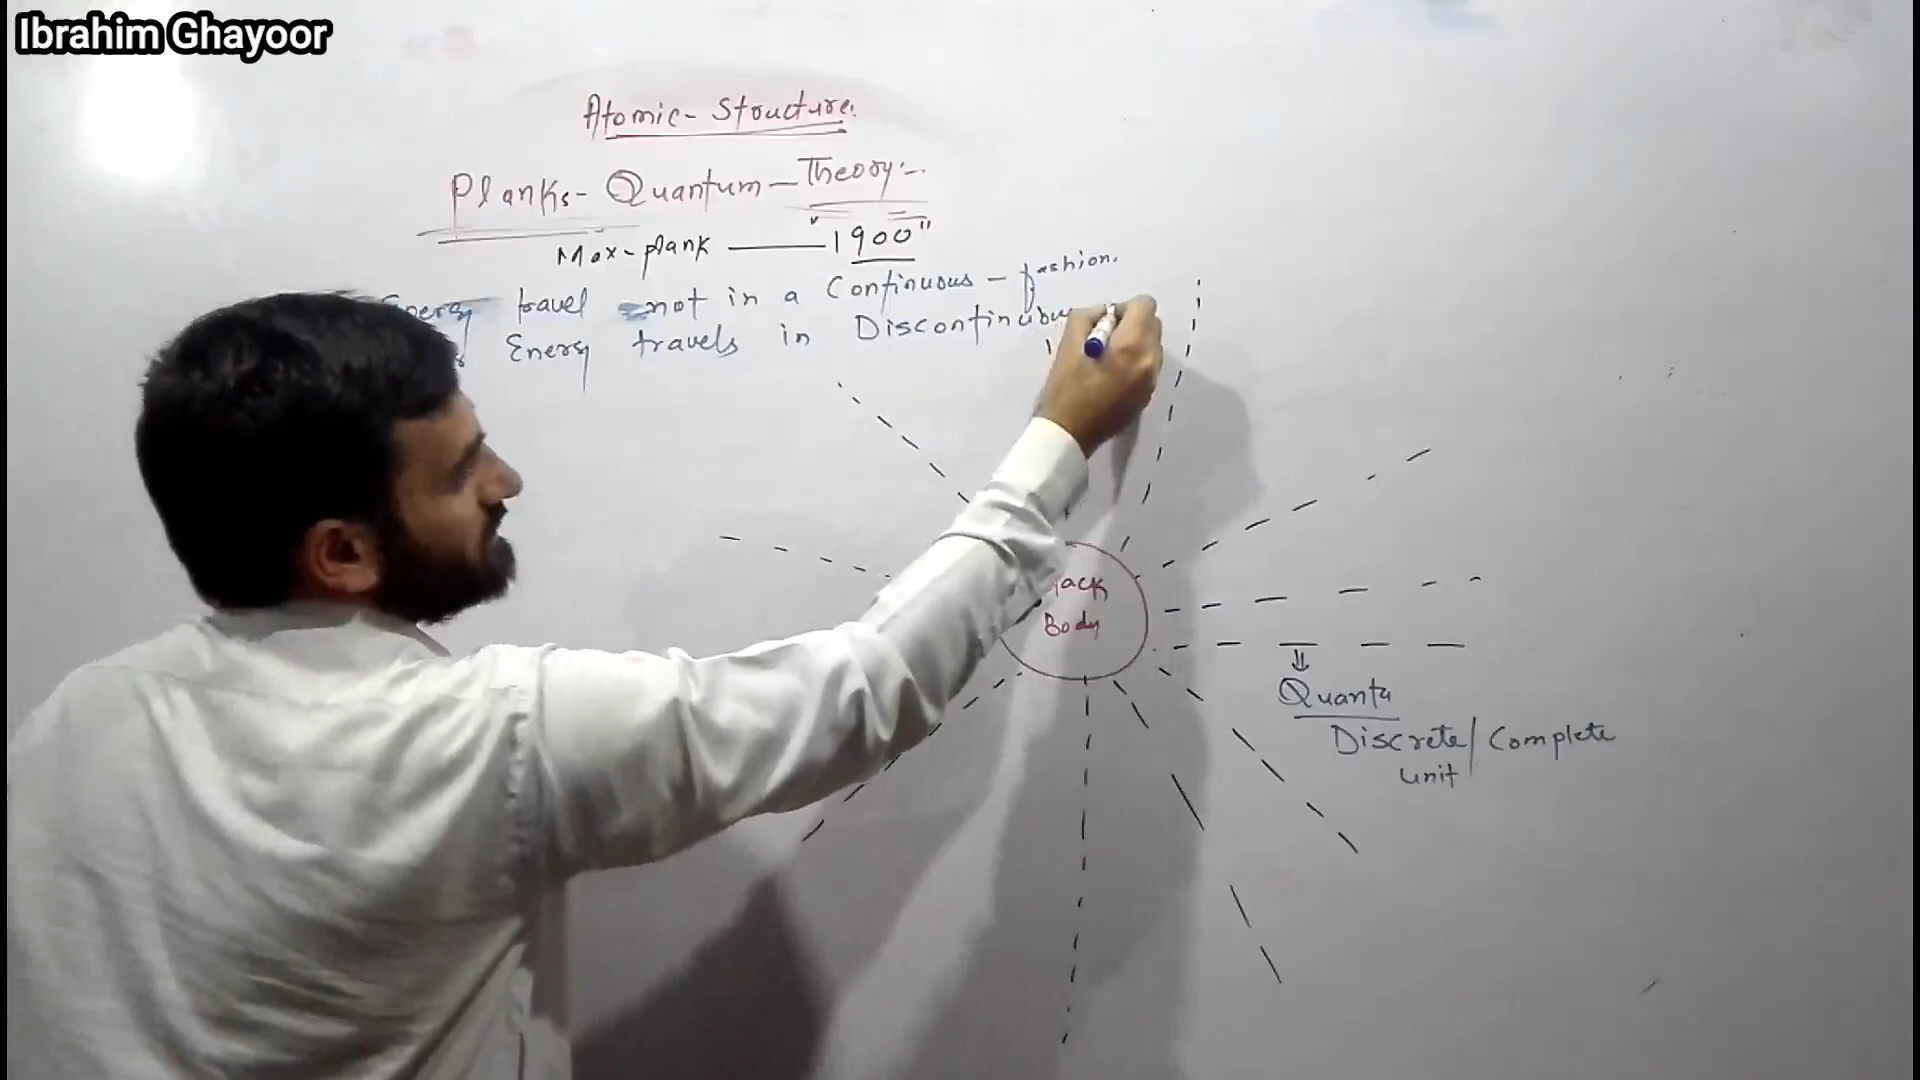 Ibrahim Ghayoor
Atomic- Structure.
Planks- Quantum - Theory:-
Max-plank —— "1900"
travel not in a Continuous - fashion.
Energy travels in
Body
Quanta
Discrete/Complete
unit